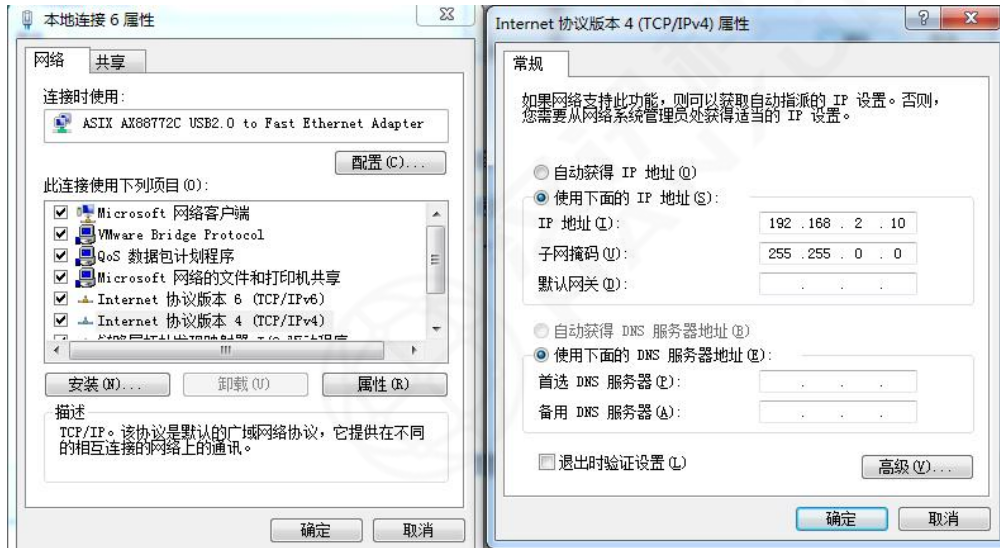 本地连接 6 属性
网络
共享
连接时使用:
ASIX AX88772C USB2.0 to Fast Ethernet Adapter
配置(C)...
此连接使用下列项目(O):
Microsoft 网络客户端
VMware Bridge Protocol
QoS 数据包计划程序
Microsoft 网络的文件和打印机共享
Internet 协议版本 6 (TCP/IPv6)
Internet 协议版本 4 (TCP/IPv4)
安装(N)...
卸载(U)
属性(R)
描述
TCP/IP。该协议是默认的广域网络协议，它提供在不同
的相互连接的网络上的通讯。
确定
取消
Internet 协议版本 4 (TCP/IPv4) 属性
常规
如果网络支持此功能，则可以获取自动指派的 IP 设置。否则，
您需要从网络系统管理员处获得适当的 IP 设置。
自动获得 IP 地址(O)
使用下面的 IP 地址(S):
IP 地址(I): 192 .168 . 2 . 10
子网掩码(U): 255 .255 . 0 . 0
默认网关(D): . . .
自动获得 DNS 服务器地址(B)
使用下面的 DNS 服务器地址(E):
首选 DNS 服务器(P): . . .
备用 DNS 服务器(A): . . .
退出时验证设置(L)
高级(V)...
确定
取消